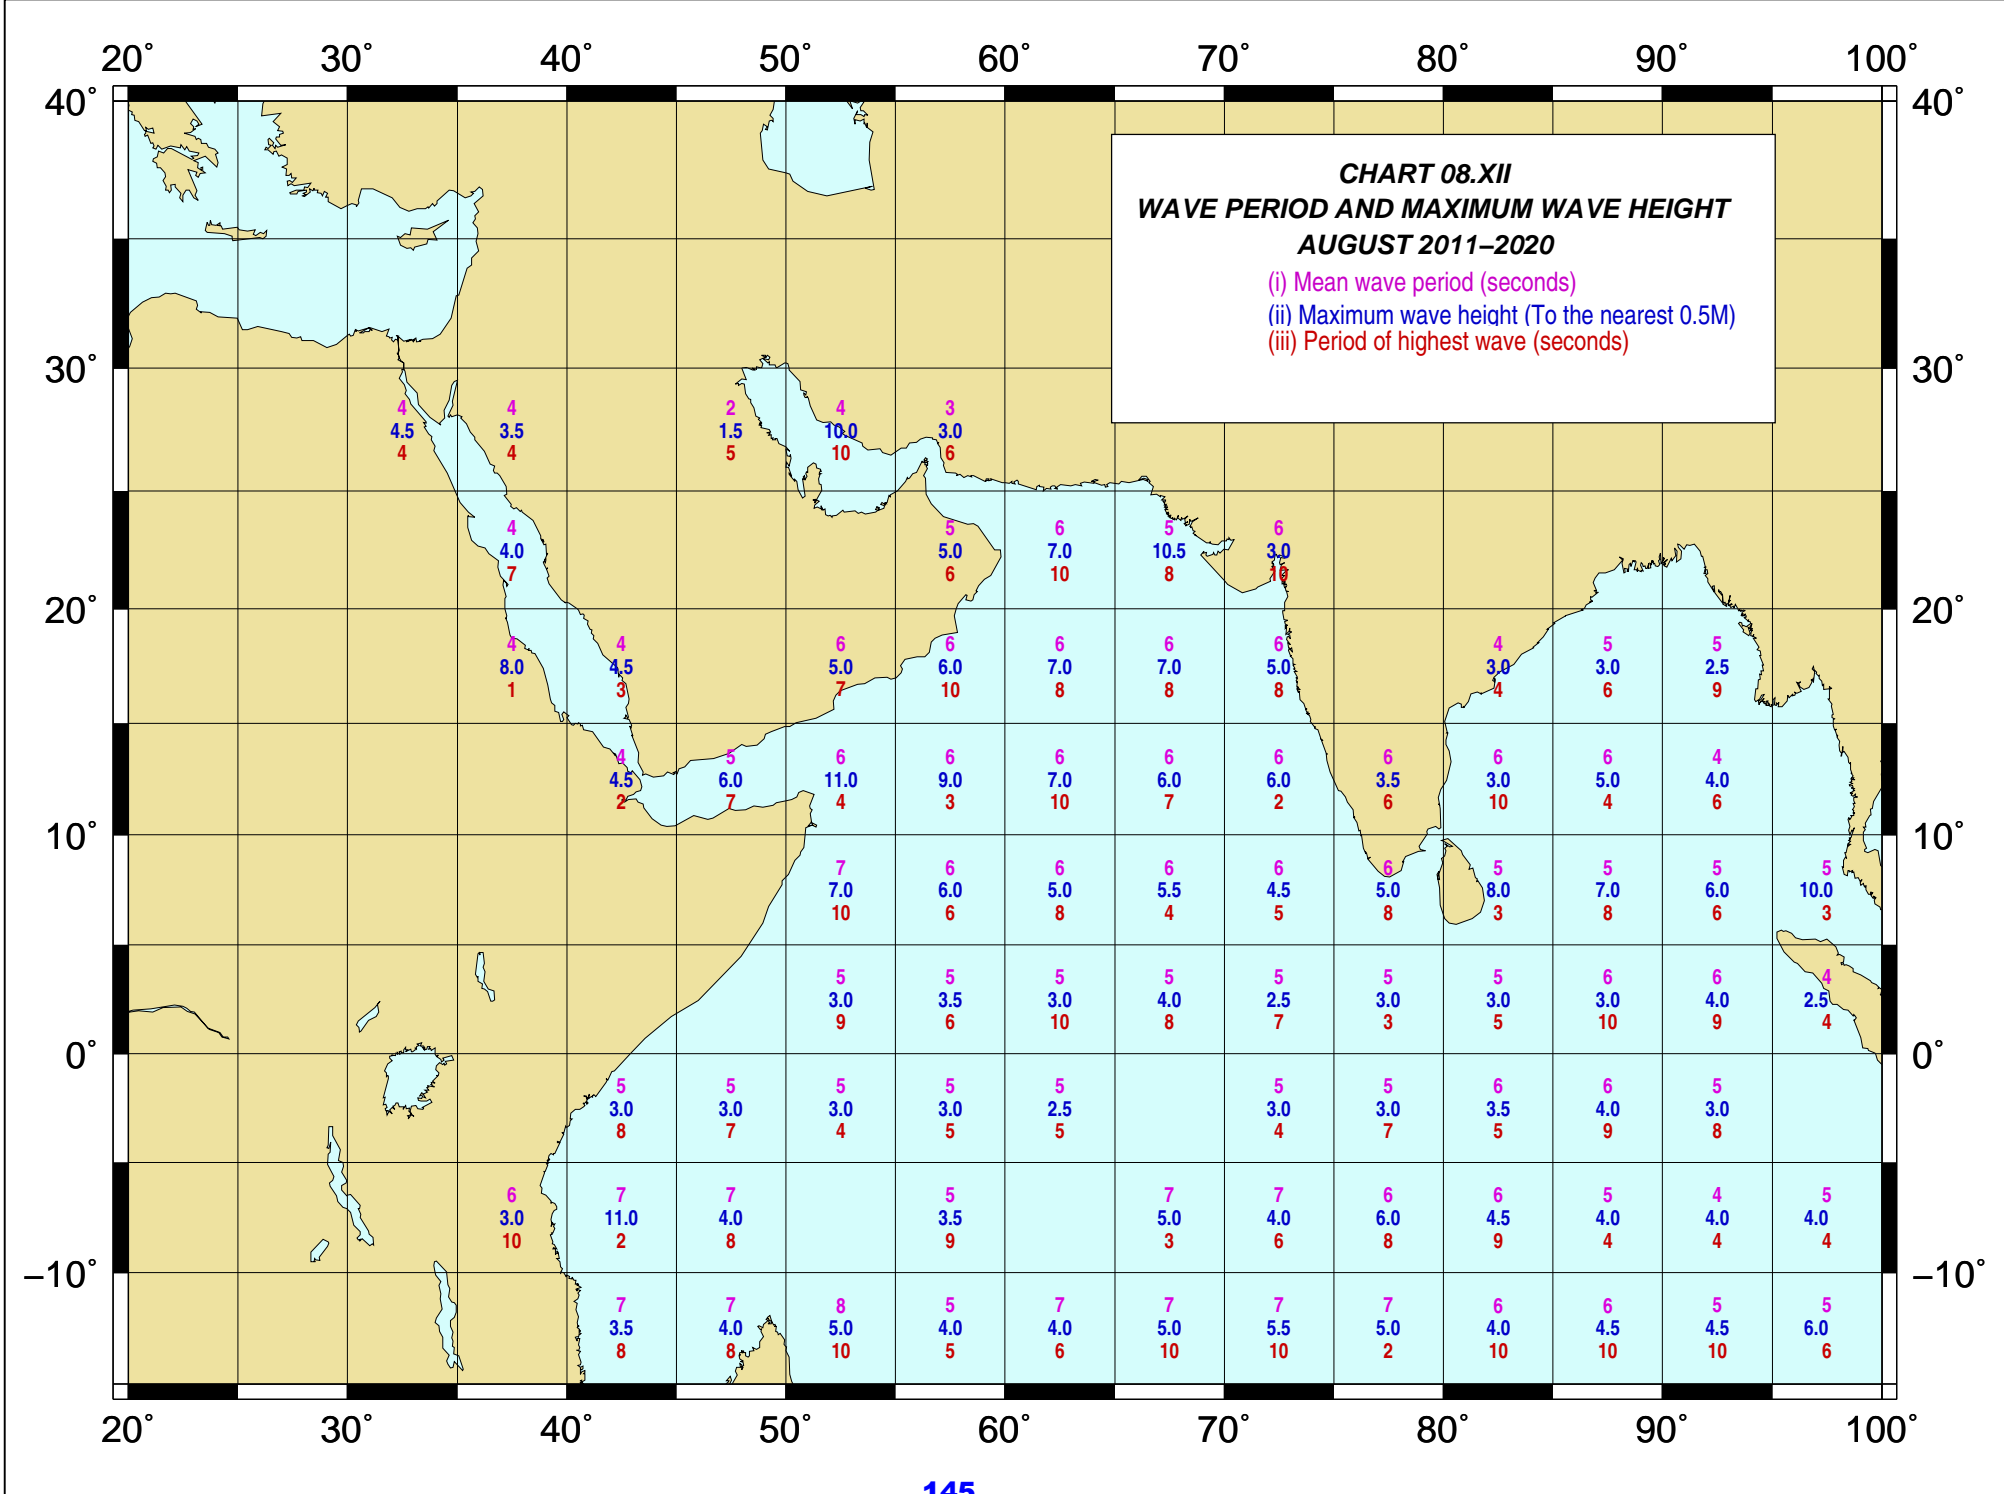 20° 30° 40° 50° 60° 70° 80° 90° 100°
40° 40°
CHART 08.XII
WAVE PERIOD AND MAXIMUM WAVE HEIGHT
AUGUST 2011–2020
(i) Mean wave period (seconds)
(ii) Maximum wave height (To the nearest 0.5M)
(iii) Period of highest wave (seconds)
30° 30°
4 4 2 4 3
4.5 3.5 1.5 10.0 3.0
4 4 5 10 6
4 5 6 5 6
4.0 5.0 7.0 10.5 3.0
7 6 10 8 10
20° 20°
4 4 6 6 6 6 6 4 5 5
8.0 4.5 5.0 6.0 7.0 7.0 5.0 3.0 3.0 2.5
1 3 7 10 8 8 8 4 6 9
4 5 6 6 6 6 6 6 6 6 4
4.5 6.0 11.0 9.0 7.0 6.0 6.0 3.5 3.0 5.0 4.0
2 7 4 3 10 7 2 6 10 4 6
10° 10°
7 6 6 6 6 6 5 5 5 5
7.0 6.0 5.0 5.5 4.5 5.0 8.0 7.0 6.0 10.0
10 6 8 4 5 8 3 8 6 3
5 5 5 5 5 5 5 6 6 4
3.0 3.5 3.0 4.0 2.5 3.0 3.0 3.0 4.0 2.5
9 6 10 8 7 3 5 10 9 4
0° 0°
5 5 5 5 5 5 5 6 6 5
3.0 3.0 3.0 3.0 2.5 3.0 3.0 3.5 4.0 3.0
8 7 4 5 5 4 7 5 9 8
6 7 7 5 7 7 6 6 5 4 5
3.0 11.0 4.0 3.5 5.0 4.0 6.0 4.5 4.0 4.0 4.0
10 2 8 9 3 6 8 9 4 4 4
–10° –10°
7 7 8 5 7 7 7 7 6 6 5 5
3.5 4.0 5.0 4.0 4.0 5.0 5.5 5.0 4.0 4.5 4.5 6.0
8 8 10 5 6 10 10 2 10 10 10 6
20° 30° 40° 50° 60° 70° 80° 90° 100°
145